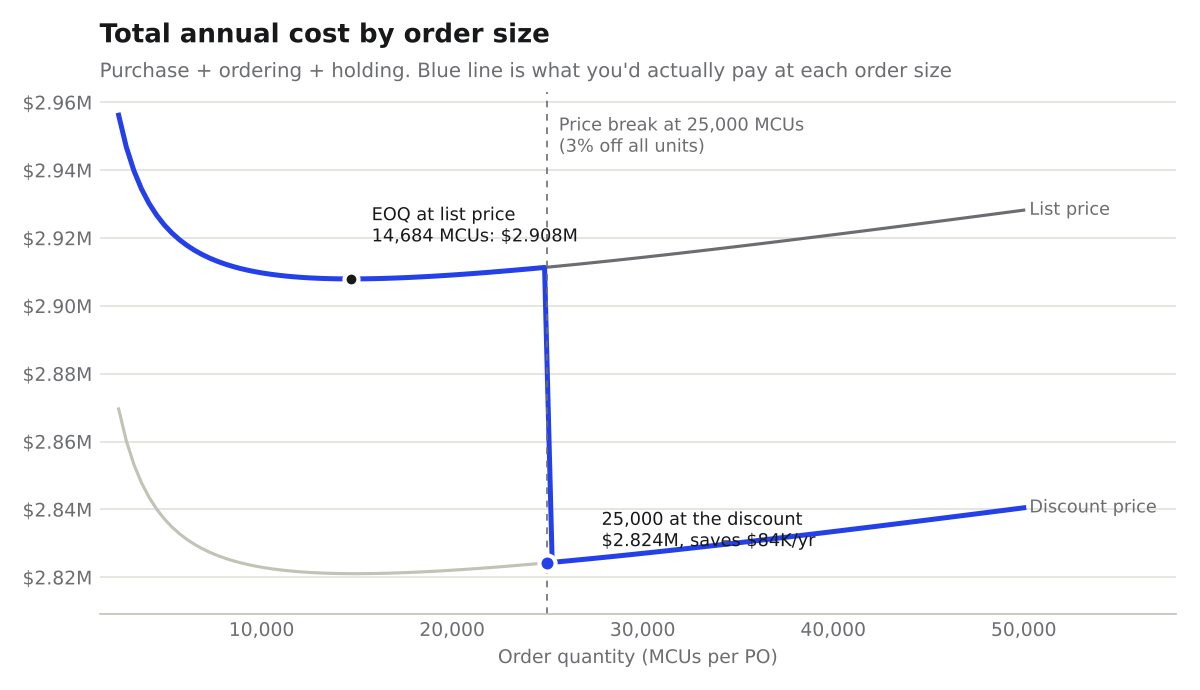 Total annual cost by order size
Purchase + ordering + holding. Blue line is what you'd actually pay at each order size
$2.96M
$2.94M
$2.92M
$2.90M
$2.88M
$2.86M
$2.84M
$2.82M
Price break at 25,000 MCUs
(3% off all units)
EOQ at list price
14,684 MCUs: $2.908M
List price
Discount price
25,000 at the discount
$2.824M, saves $84K/yr
10,000
20,000
30,000
40,000
50,000
Order quantity (MCUs per PO)